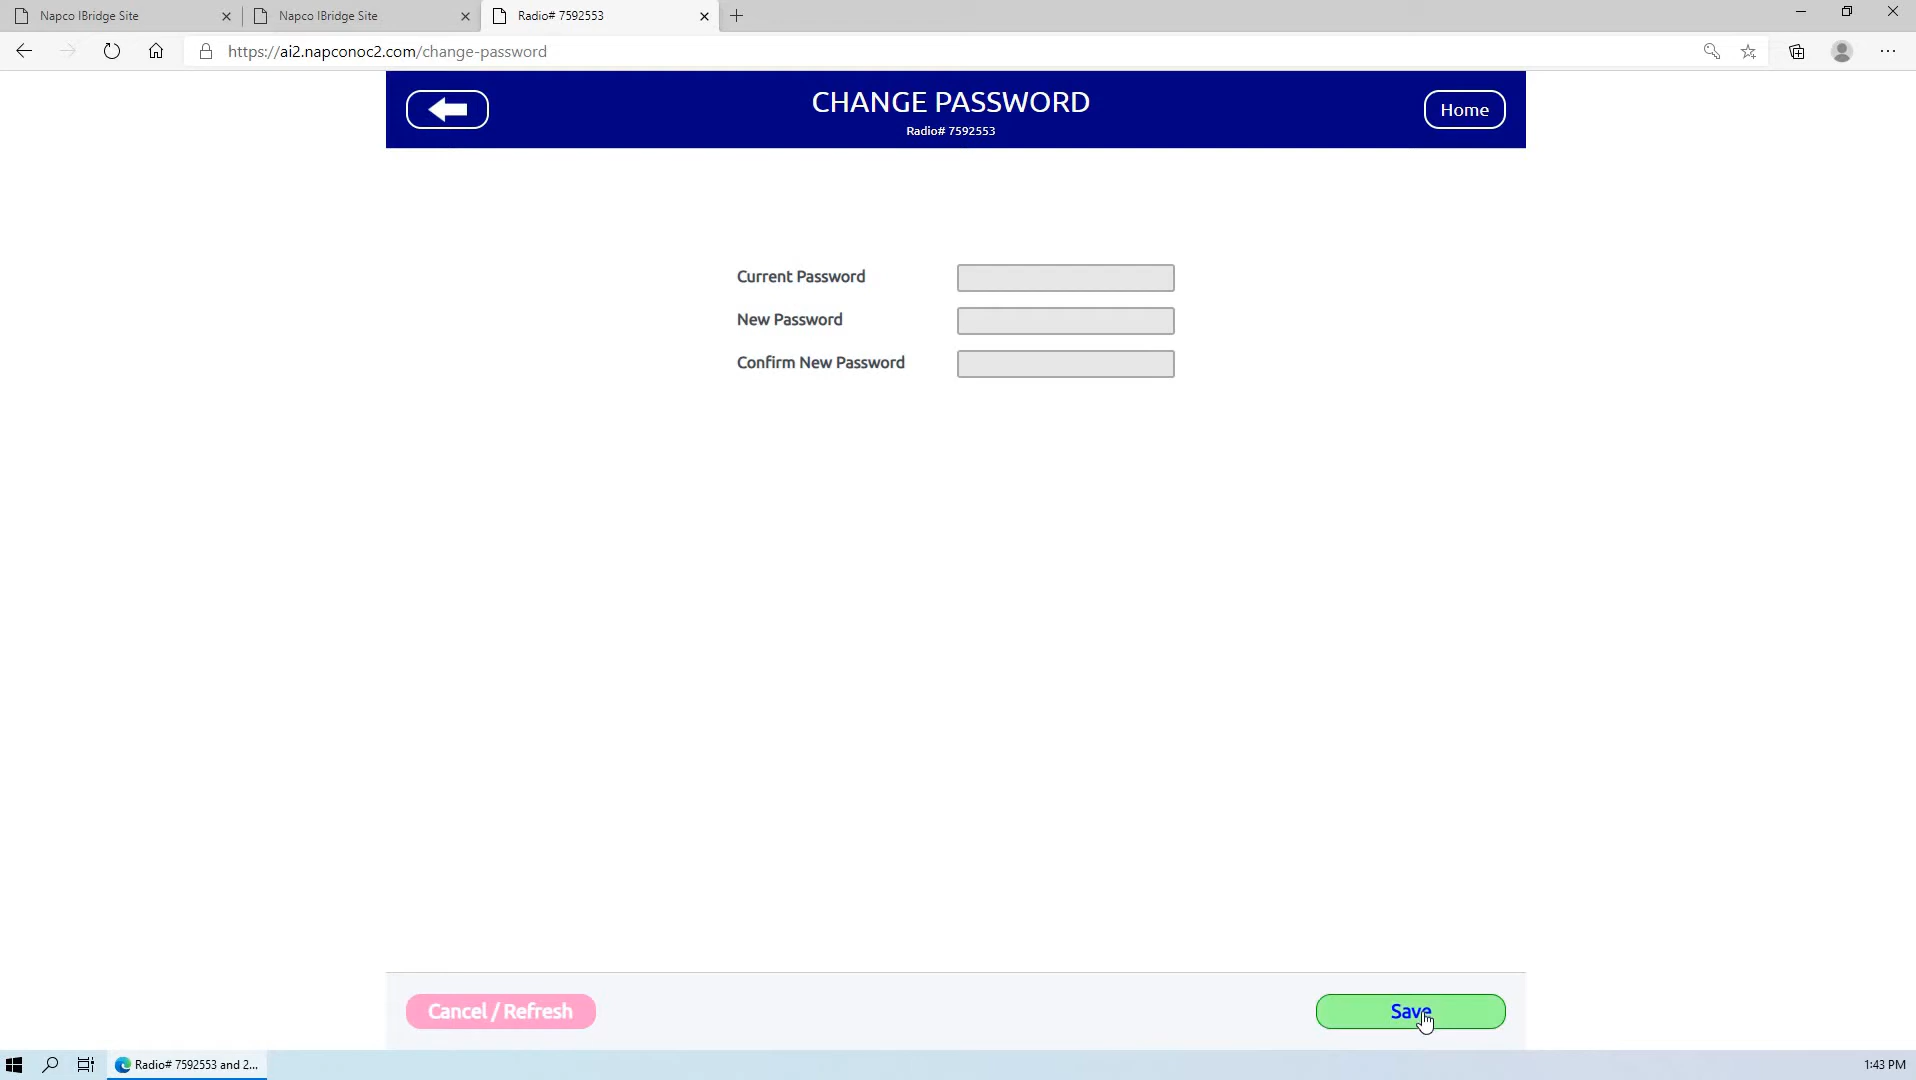 Napco IBridge Site
Napco IBridge Site
Radio# 7592553
https://ai2.napconoc2.com/change-password
CHANGE PASSWORD
Radio# 7592553
Home
Current Password
New Password
Confirm New Password
Cancel / Refresh
Save
Radio# 7592553 and 2...
1:43 PM